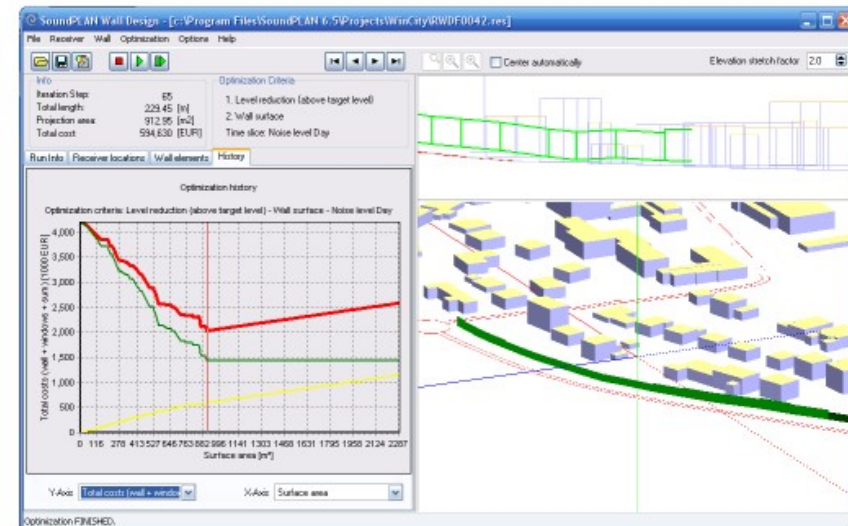 SoundPLAN Wall Design - [c:\Program Files\SoundPLAN 6.5\Projects\WinCity\RWDF0042.res]
File Receiver Wall Optimization Options Help
Center automatically
Elevation stretch factor 2.0
Info
Iteration Step: 65
Total length: 229.45 [m]
Projection area: 912.95 [m2]
Total cost: 594,630 [EUR]
Optimization Criteria
1. Level reduction (above target level)
2. Wall surface
Time slice: Noise level Day
Run Info Receiver locations Wall elements History
Optimization history
Optimization criteria: Level reduction (above target level) - Wall surface - Noise level Day
Total costs (wall + windows + sum) [1000 EUR]
4,000
3,500
3,000
2,500
2,000
1,500
1,000
500
0
0 116 278 413 527 646 763 882 996 1141 1303 1468 1631 1795 1958 2124 2287
Surface area [m²]
Y-Axis Total costs (wall + window
X-Axis Surface area
Optimization FINISHED.